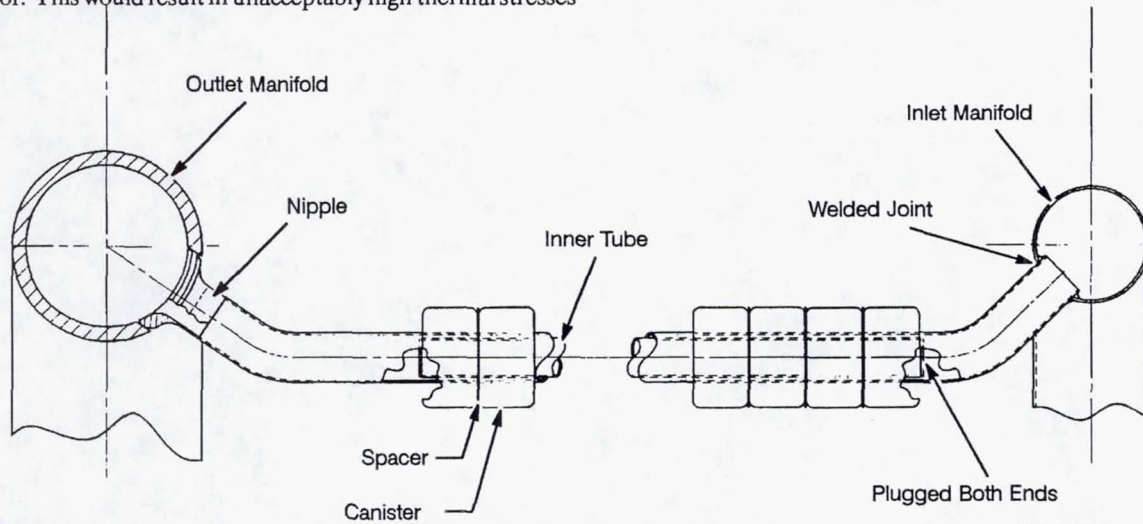 or. This would result in unacceptably high thermal stresses
Outlet Manifold
Inlet Manifold
Nipple
Welded Joint
Inner Tube
Spacer
Canister
Plugged Both Ends